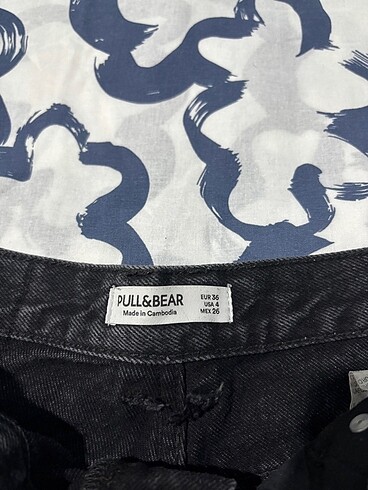 PULL&BEAR
Made in Cambodia
EUR 36
USA 4
MEX 26